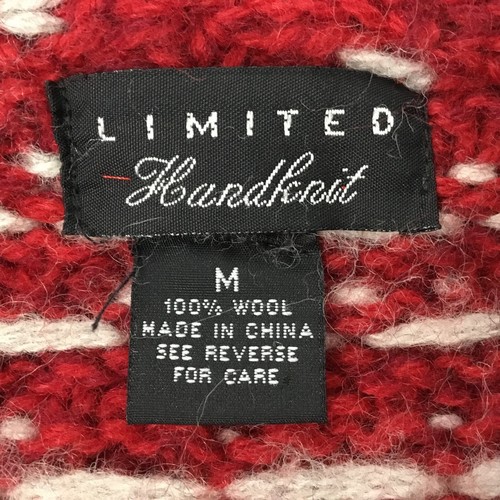 LIMITED
Handknit
M
100% WOOL
MADE IN CHINA
SEE REVERSE
FOR CARE